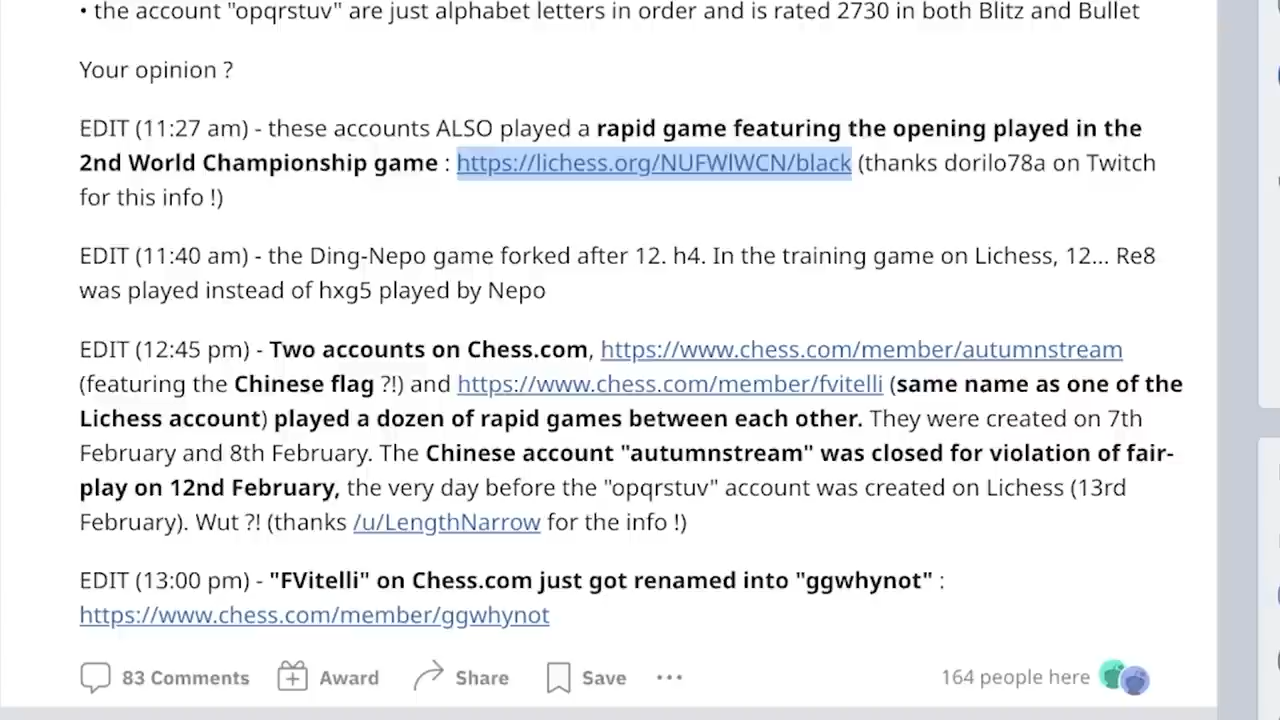 • the account "opqrstuv" are just alphabet letters in order and is rated 2730 in both Blitz and Bullet
Your opinion ?
EDIT (11:27 am) - these accounts ALSO played a rapid game featuring the opening played in the
2nd World Championship game : https://lichess.org/NUFWlWCN/black (thanks dorilo78a on Twitch
for this info !)
EDIT (11:40 am) - the Ding-Nepo game forked after 12. h4. In the training game on Lichess, 12... Re8
was played instead of hxg5 played by Nepo
EDIT (12:45 pm) - Two accounts on Chess.com, https://www.chess.com/member/autumnstream
(featuring the Chinese flag ?!) and https://www.chess.com/member/fvitelli (same name as one of the
Lichess account) played a dozen of rapid games between each other. They were created on 7th
February and 8th February. The Chinese account "autumnstream" was closed for violation of fair-
play on 12nd February, the very day before the "opqrstuv" account was created on Lichess (13rd
February). Wut ?! (thanks /u/LengthNarrow for the info !)
EDIT (13:00 pm) - "FVitelli" on Chess.com just got renamed into "ggwhynot" :
https://www.chess.com/member/ggwhynot
83 Comments Award Share Save ••• 164 people here